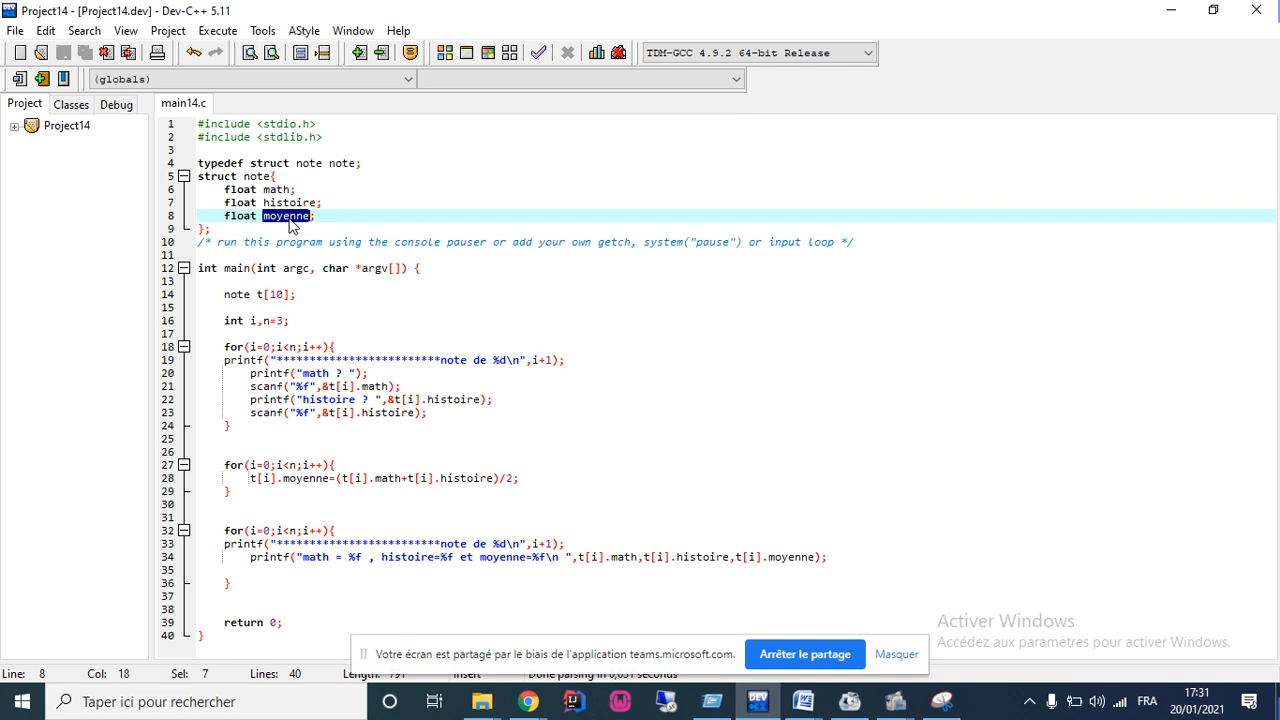 Project14 - [Project14.dev] - Dev-C++ 5.11
File Edit Search View Project Execute Tools AStyle Window Help
TDM-GCC 4.9.2 64-bit Release
(globals)
Project Classes Debug main14.c
Project14
1 #include <stdio.h>
2 #include <stdlib.h>
3
4 typedef struct note note;
5 struct note{
6 float math;
7 float histoire;
8 float moyenne;
9 };
10 /* run this program using the console pauser or add your own getch, system("pause") or input loop */
11
12 int main(int argc, char *argv[]) {
13
14 note t[10];
15
16 int i,n=3;
17
18 for(i=0;i<n;i++){
19 printf("*************************note de %d\n",i+1);
20 printf("math ? ");
21 scanf("%f",&t[i].math);
22 printf("histoire ? ",&t[i].histoire);
23 scanf("%f",&t[i].histoire);
24 }
25
26
27 for(i=0;i<n;i++){
28 t[i].moyenne=(t[i].math+t[i].histoire)/2;
29 }
30
31
32 for(i=0;i<n;i++){
33 printf("*************************note de %d\n",i+1);
34 printf("math = %f , histoire=%f et moyenne=%f\n ",t[i].math,t[i].histoire,t[i].moyenne);
35
36 }
37
38
39 return 0;
40 }
Activer Windows
Accédez aux paramètres pour activer Windows.
Votre écran est partagé par le biais de l'application teams.microsoft.com. Arrêter le partage Masquer
Line: 8 Col: 18 Sel: 7 Lines: 40
Taper ici pour rechercher
FRA
17:31
20/01/2021